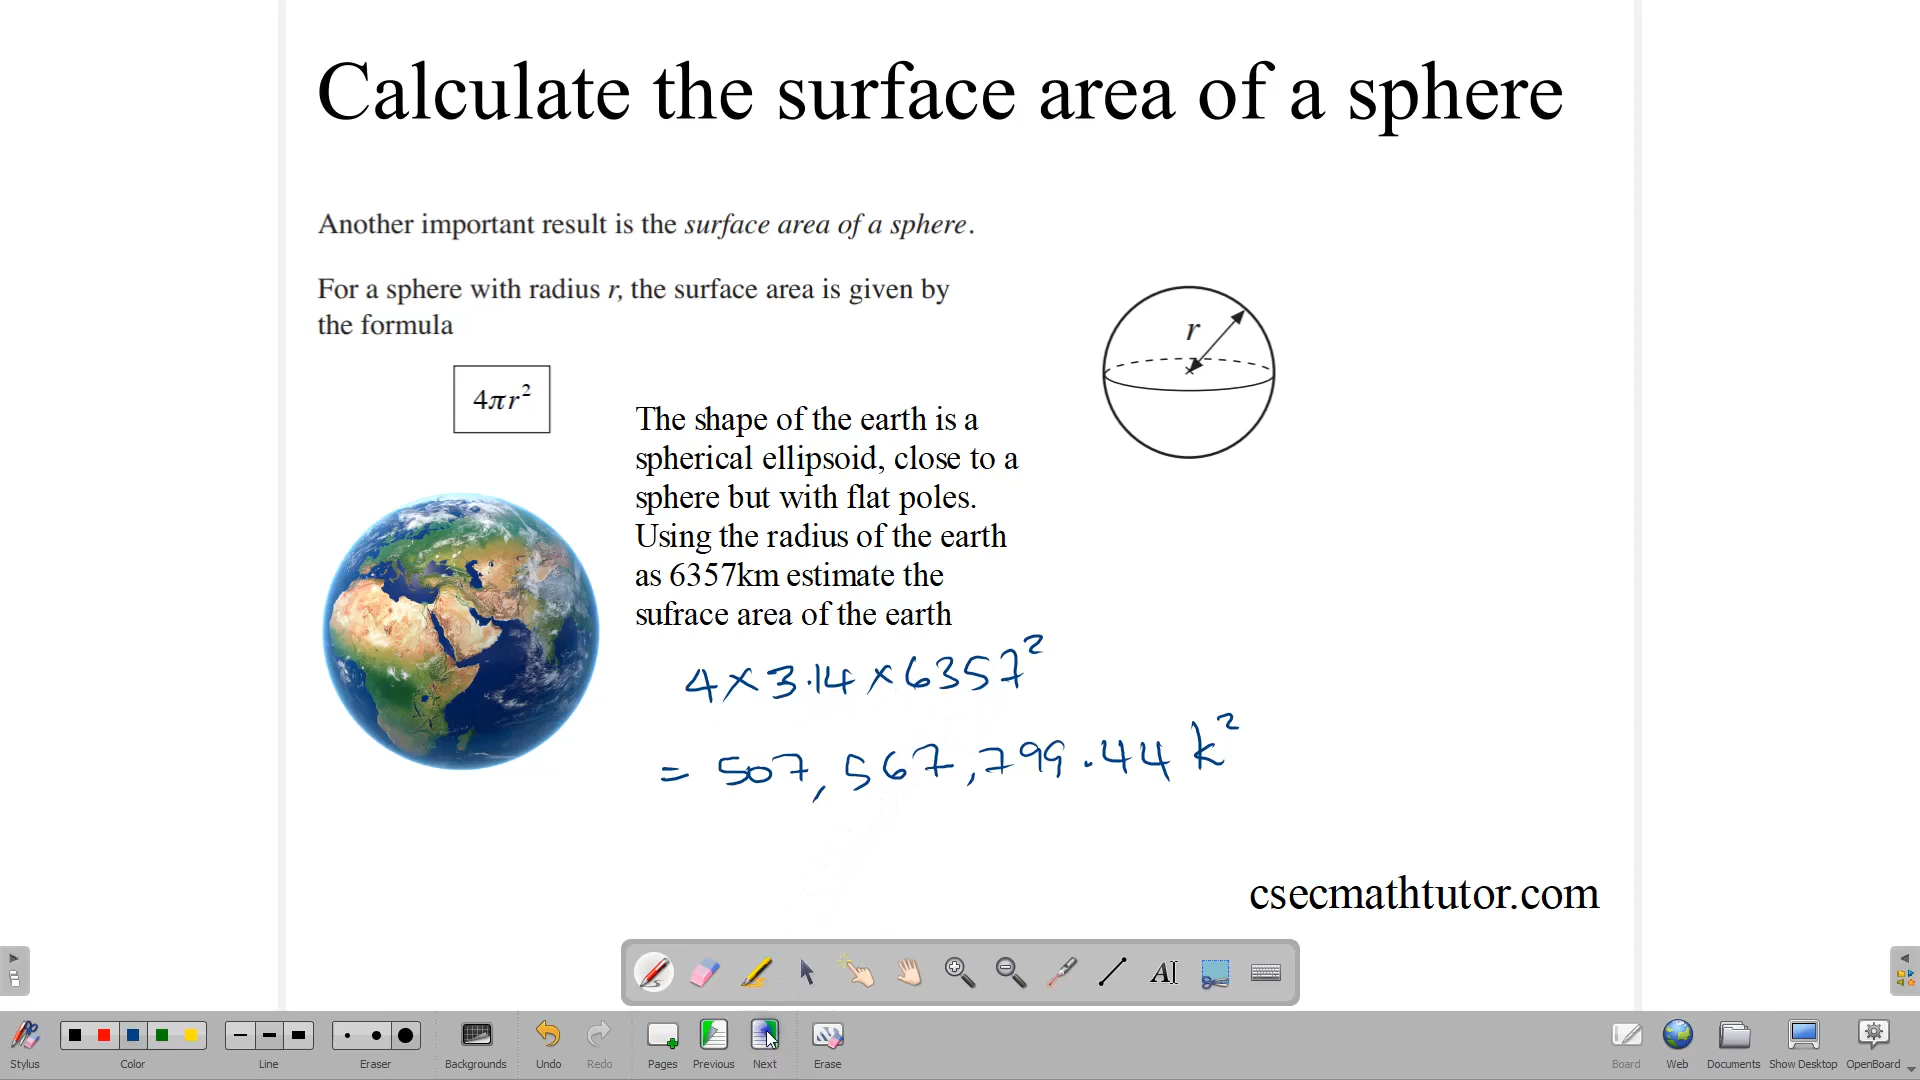 Calculate the surface area of a sphere
Another important result is the surface area of a sphere.
For a sphere with radius r, the surface area is given by
the formula
r
4πr²
The shape of the earth is a
spherical ellipsoid, close to a
sphere but with flat poles.
Using the radius of the earth
as 6357km estimate the
sufrace area of the earth
4 × 3.14 × 6357²
= 507,567,799.44 k²
csecmathtutor.com
AI
Stylus
Color
Line
Eraser
Backgrounds
Undo
Redo
Pages
Previous
Next
Erase
Board
Web
Documents
Show Desktop
OpenBoard